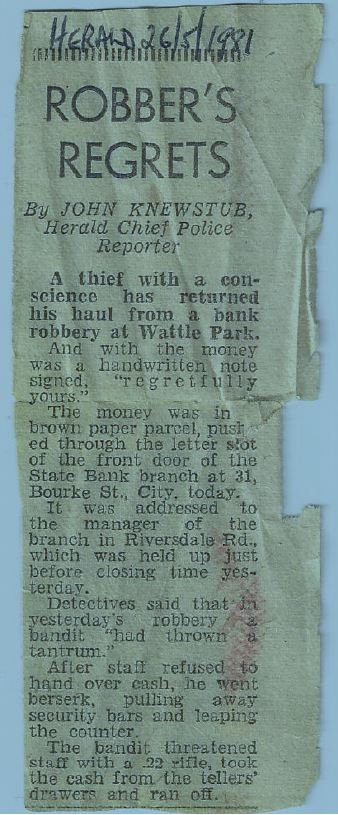 HERALD 26/5/1981
ROBBER'S
REGRETS
By JOHN KNEWSTUB,
Herald Chief Police
Reporter
A thief with a con-
science has returned
his haul from a bank
robbery at Wattle Park.
And with the money
was a handwritten note
signed, "regretfully
yours."
The money was in
brown paper parcel, push
ed through the letter slot
of the front door of the
State Bank branch at 31,
Bourke St., City, today.
It was addressed to
the manager of the
branch in Riversdale Rd.,
which was held up just
before closing time yes-
terday.
Detectives said that in
yesterday's robbery a
bandit "had thrown a
tantrum."
After staff refused to
hand over cash, he went
berserk, pulling away
security bars and leaping
the counter.
The bandit threatened
staff with a .22 rifle, took
the cash from the tellers'
drawers and ran off.